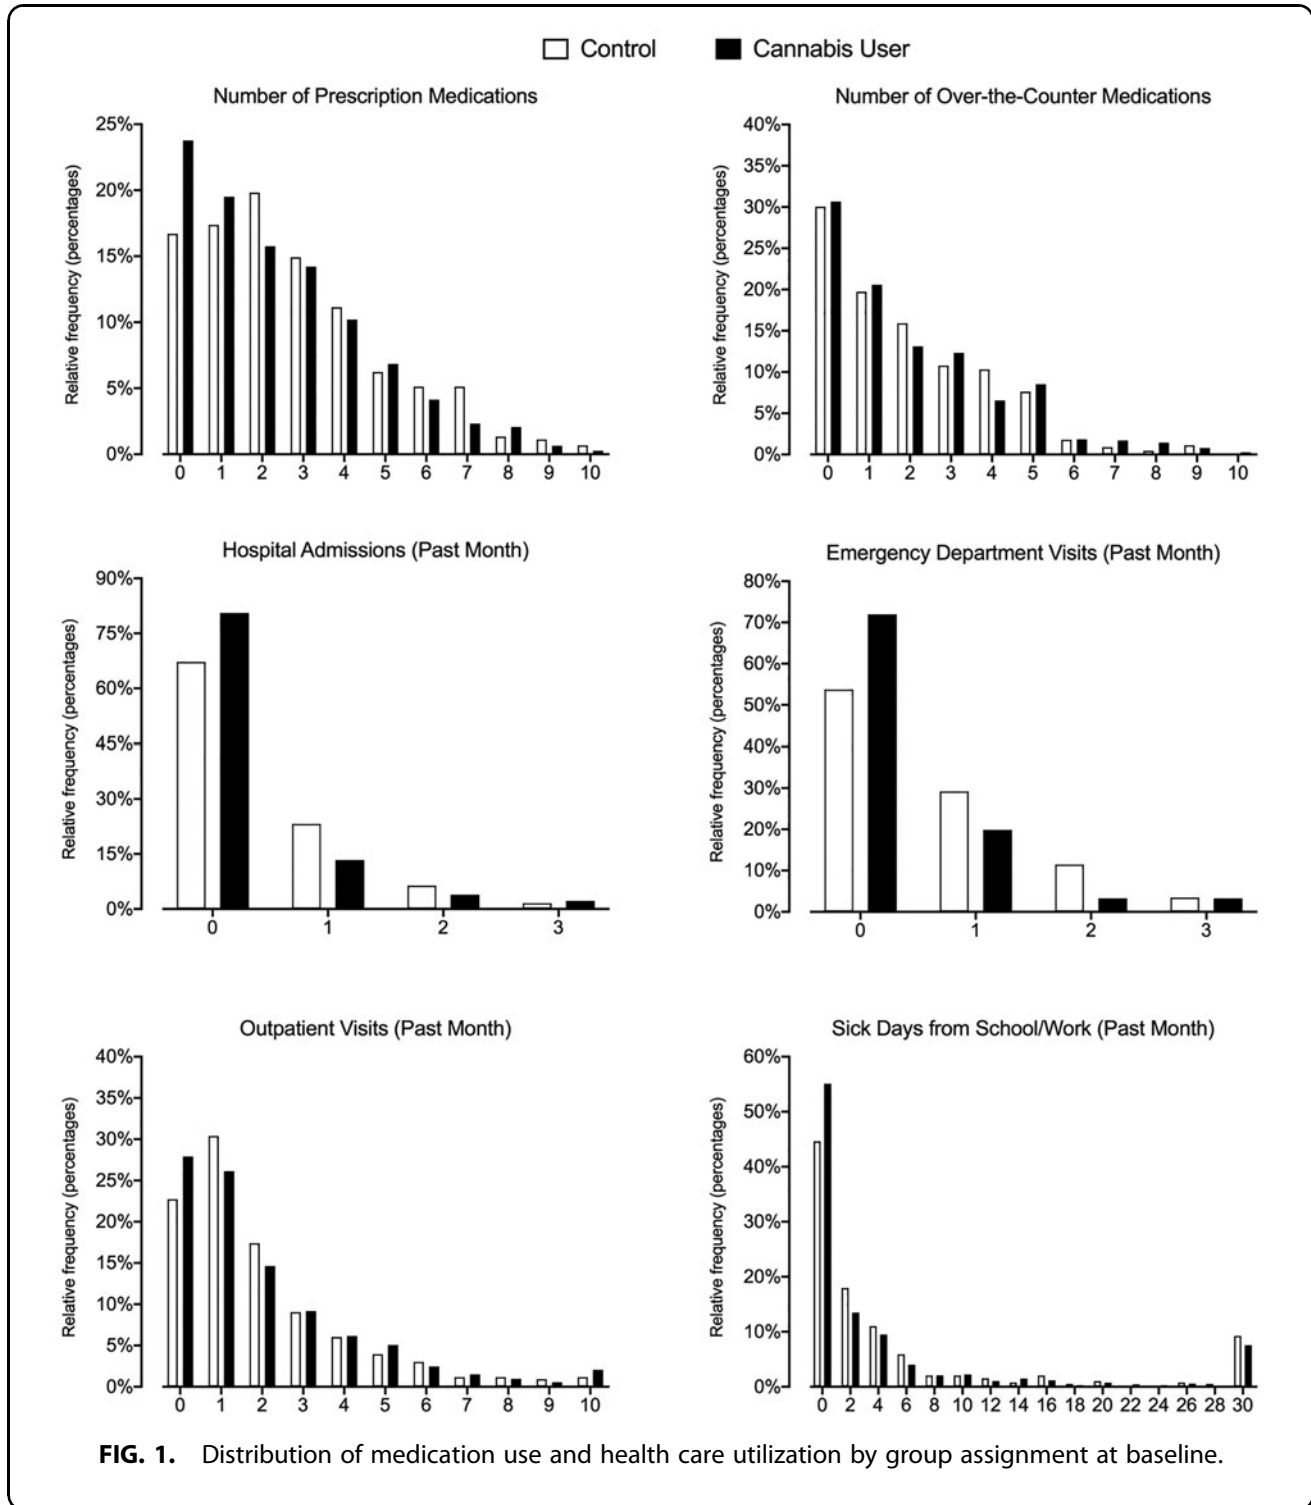 Control Cannabis User
Number of Prescription Medications
Relative frequency (percentages)
25%
20%
15%
10%
5%
0%
0 1 2 3 4 5 6 7 8 9 10
Number of Over-the-Counter Medications
Relative frequency (percentages)
40%
35%
30%
25%
20%
15%
10%
5%
0%
0 1 2 3 4 5 6 7 8 9 10
Hospital Admissions (Past Month)
Relative frequency (percentages)
90%
75%
60%
45%
30%
15%
0%
0 1 2 3
Emergency Department Visits (Past Month)
Relative frequency (percentages)
80%
70%
60%
50%
40%
30%
20%
10%
0%
0 1 2 3
Outpatient Visits (Past Month)
Relative frequency (percentages)
40%
35%
30%
25%
20%
15%
10%
5%
0%
0 1 2 3 4 5 6 7 8 9 10
Sick Days from School/Work (Past Month)
Relative frequency (percentages)
60%
50%
40%
30%
20%
10%
0%
0 2 4 6 8 10 12 14 16 18 20 22 24 26 28 30
FIG. 1. Distribution of medication use and health care utilization by group assignment at baseline.